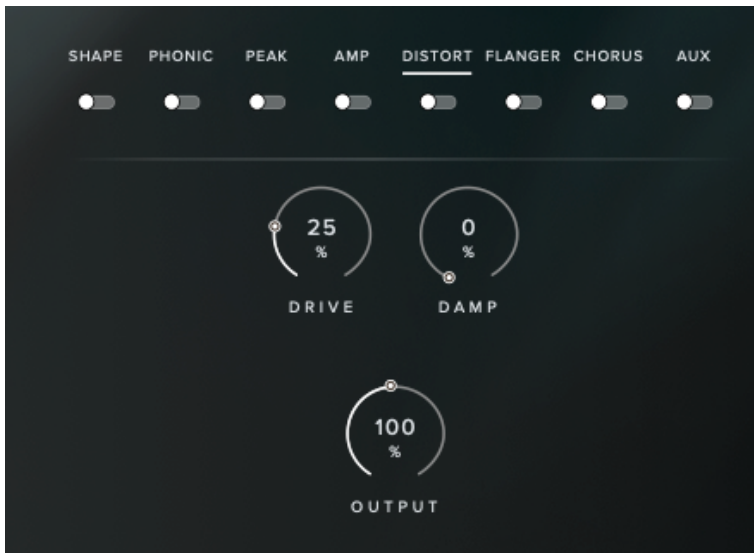 SHAPE PHONIC PEAK AMP DISTORT FLANGER CHORUS AUX
25 0
% %
DRIVE DAMP
100
%
OUTPUT